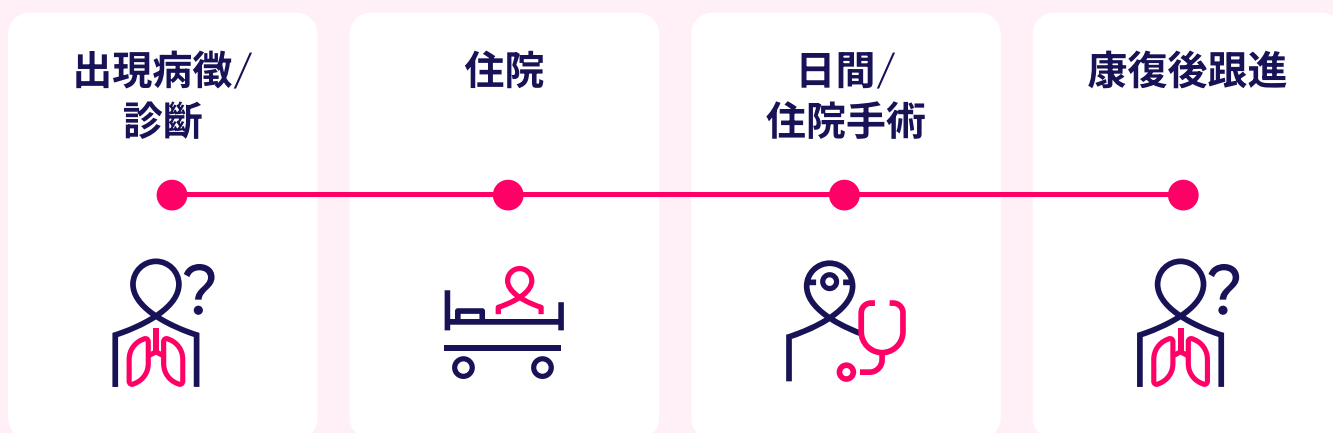 出現病徵/
診斷
住院
日間/
住院手術
康復後跟進